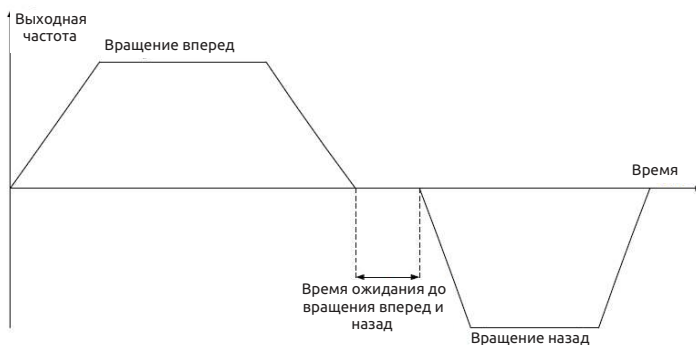 Выходная
частота
Вращение вперед
Время
Время ожидания до
вращения вперед и
назад
Вращение назад